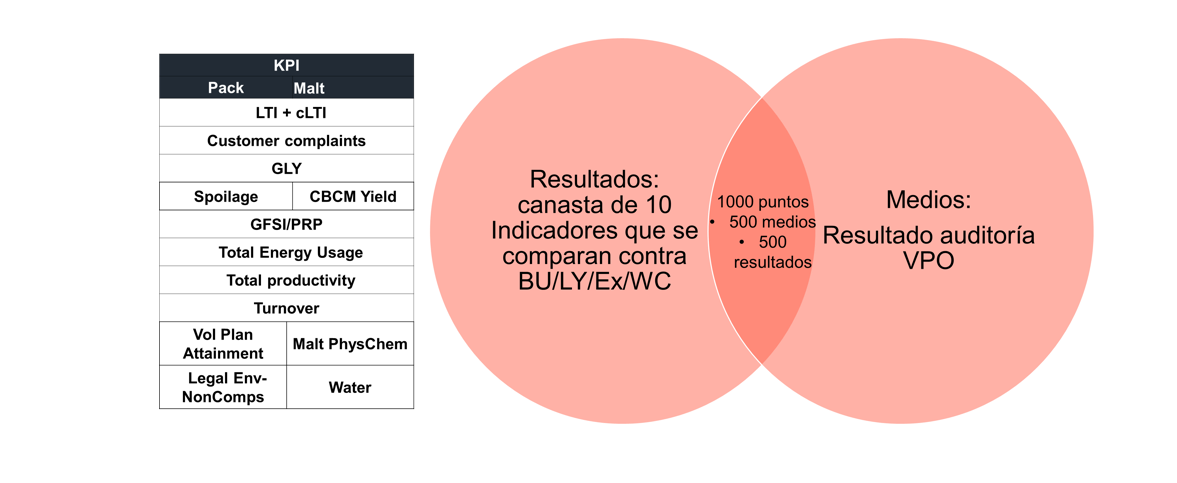 KPI
Pack Malt
LTI + cLTI
Customer complaints
GLY
Spoilage CBCM Yield
GFSI/PRP
Total Energy Usage
Total productivity
Turnover
Vol Plan
Attainment
Malt PhysChem
Legal Env-
NonComps
Water
Resultados:
canasta de 10
Indicadores que se
comparan contra
BU/LY/Ex/WC
1000 puntos
• 500 medios
• 500
resultados
Medios:
Resultado auditoría
VPO